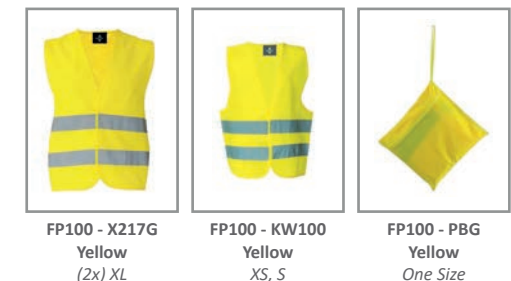 FP100 - X217G
Yellow
(2x) XL
FP100 - KW100
Yellow
XS, S
FP100 - PBG
Yellow
One Size